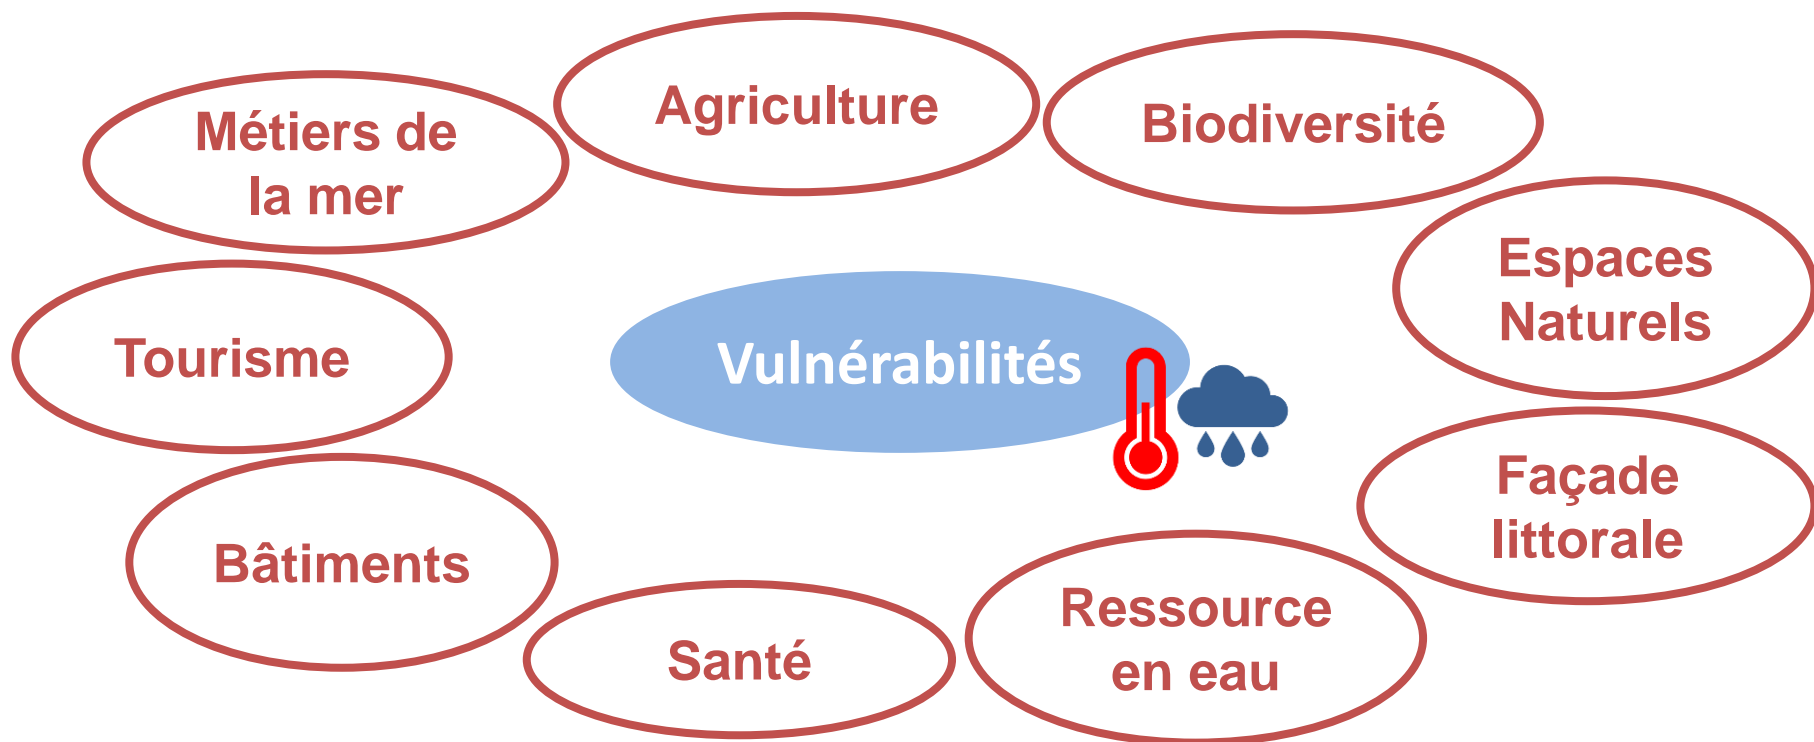 Agriculture
Biodiversité
Métiers de
la mer
Espaces
Naturels
Tourisme
Vulnérabilités
Façade
littorale
Bâtiments
Ressource
en eau
Santé